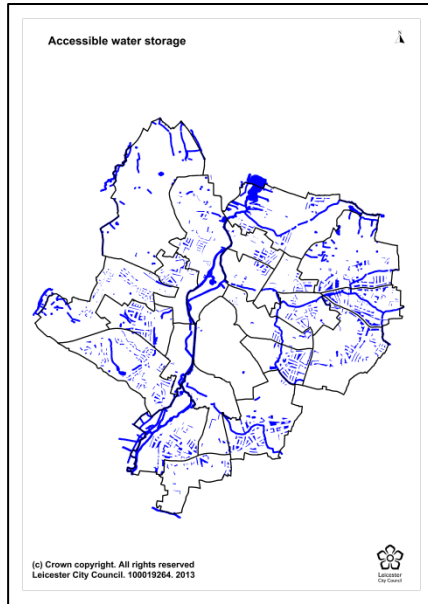 Accessible water storage
(c) Crown copyright. All rights reserved
Leicester City Council. 100019264. 2013
Leicester
City Council